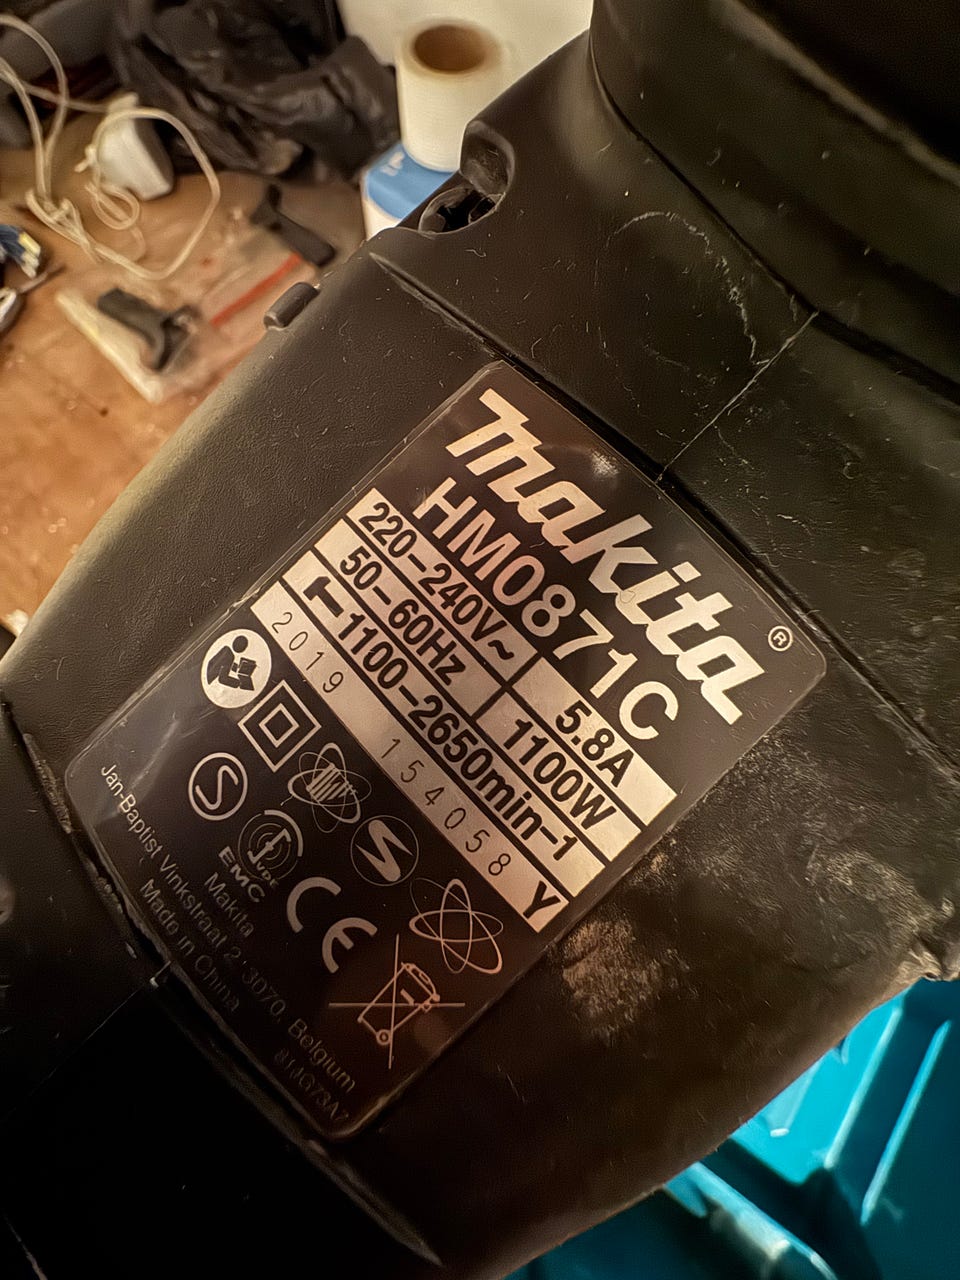 makita®
HM0871C
220–240V~ 5.8A
50–60Hz 1100W
1100–2650min–1
2019 154058 Y
S
EMC
CE
Makita
Jan-Baptist Vinkstraat 2·3070, Belgium
Made in China